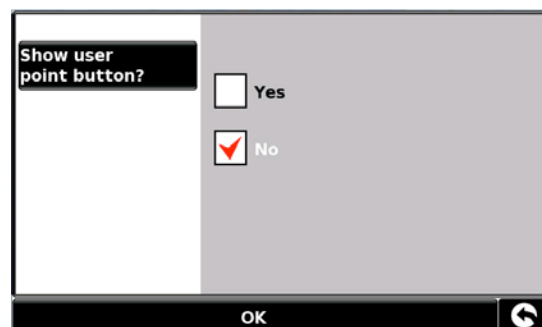 Show user
point button?
Yes
No
OK